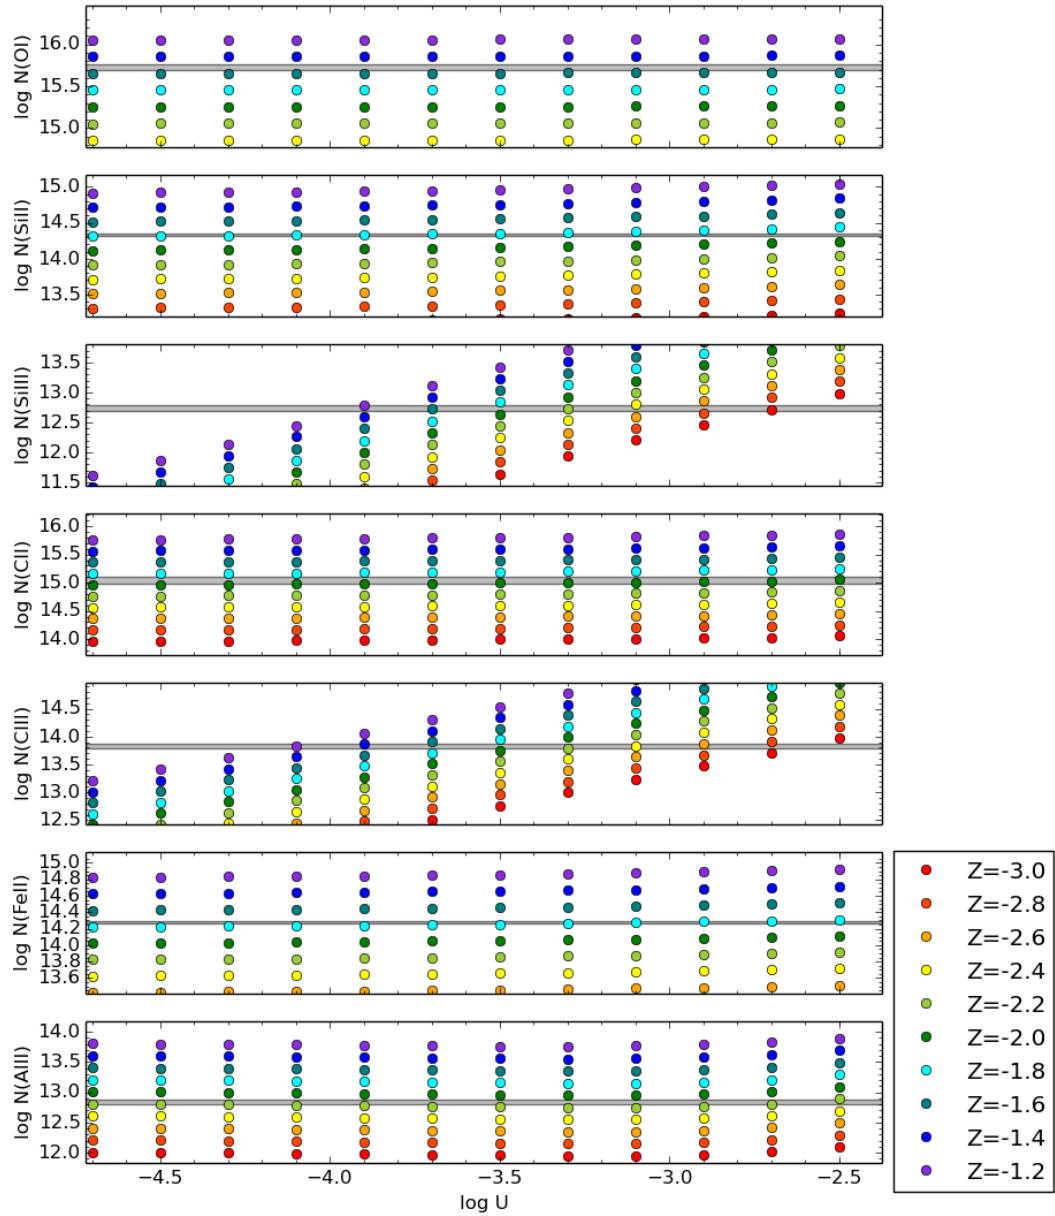 log N(OI)
16.0
15.5
15.0
log N(SiII)
15.0
14.5
14.0
13.5
log N(SiIII)
13.5
13.0
12.5
12.0
11.5
log N(CII)
16.0
15.5
15.0
14.5
14.0
log N(CIII)
14.5
14.0
13.5
13.0
12.5
log N(FeII)
15.0
14.8
14.6
14.4
14.2
14.0
13.8
13.6
log N(AlII)
14.0
13.5
13.0
12.5
12.0
−4.5 −4.0 −3.5 −3.0 −2.5
log U
Z=-3.0
Z=-2.8
Z=-2.6
Z=-2.4
Z=-2.2
Z=-2.0
Z=-1.8
Z=-1.6
Z=-1.4
Z=-1.2